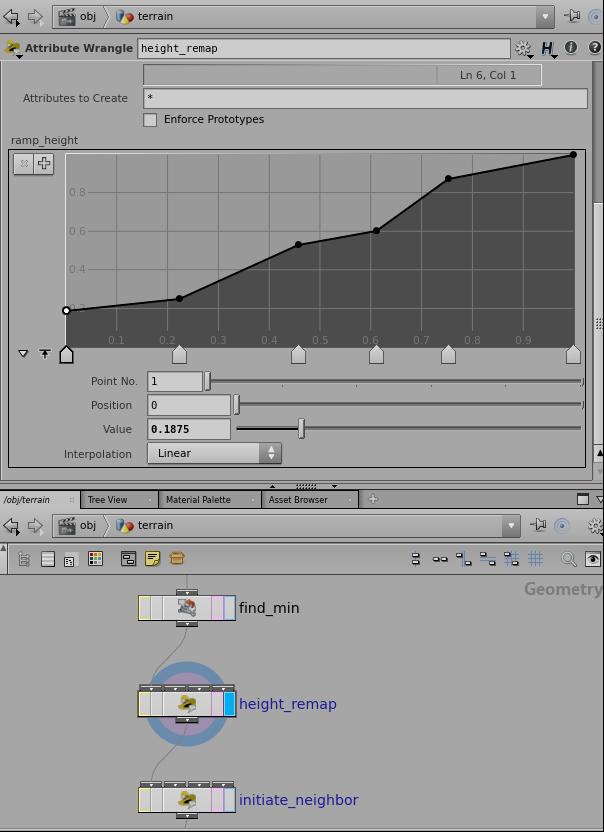 obj terrain
Attribute Wrangle height_remap
Ln 6, Col 1
Attributes to Create *
Enforce Prototypes
ramp_height
0.8
0.6
0.4
0.2
0.1 0.2 0.3 0.4 0.5 0.6 0.7 0.8 0.9
Point No. 1
Position 0
Value 0.1875
Interpolation Linear
/obj/terrain Tree View Material Palette Asset Browser
obj terrain
Geometry
find_min
height_remap
initiate_neighbor